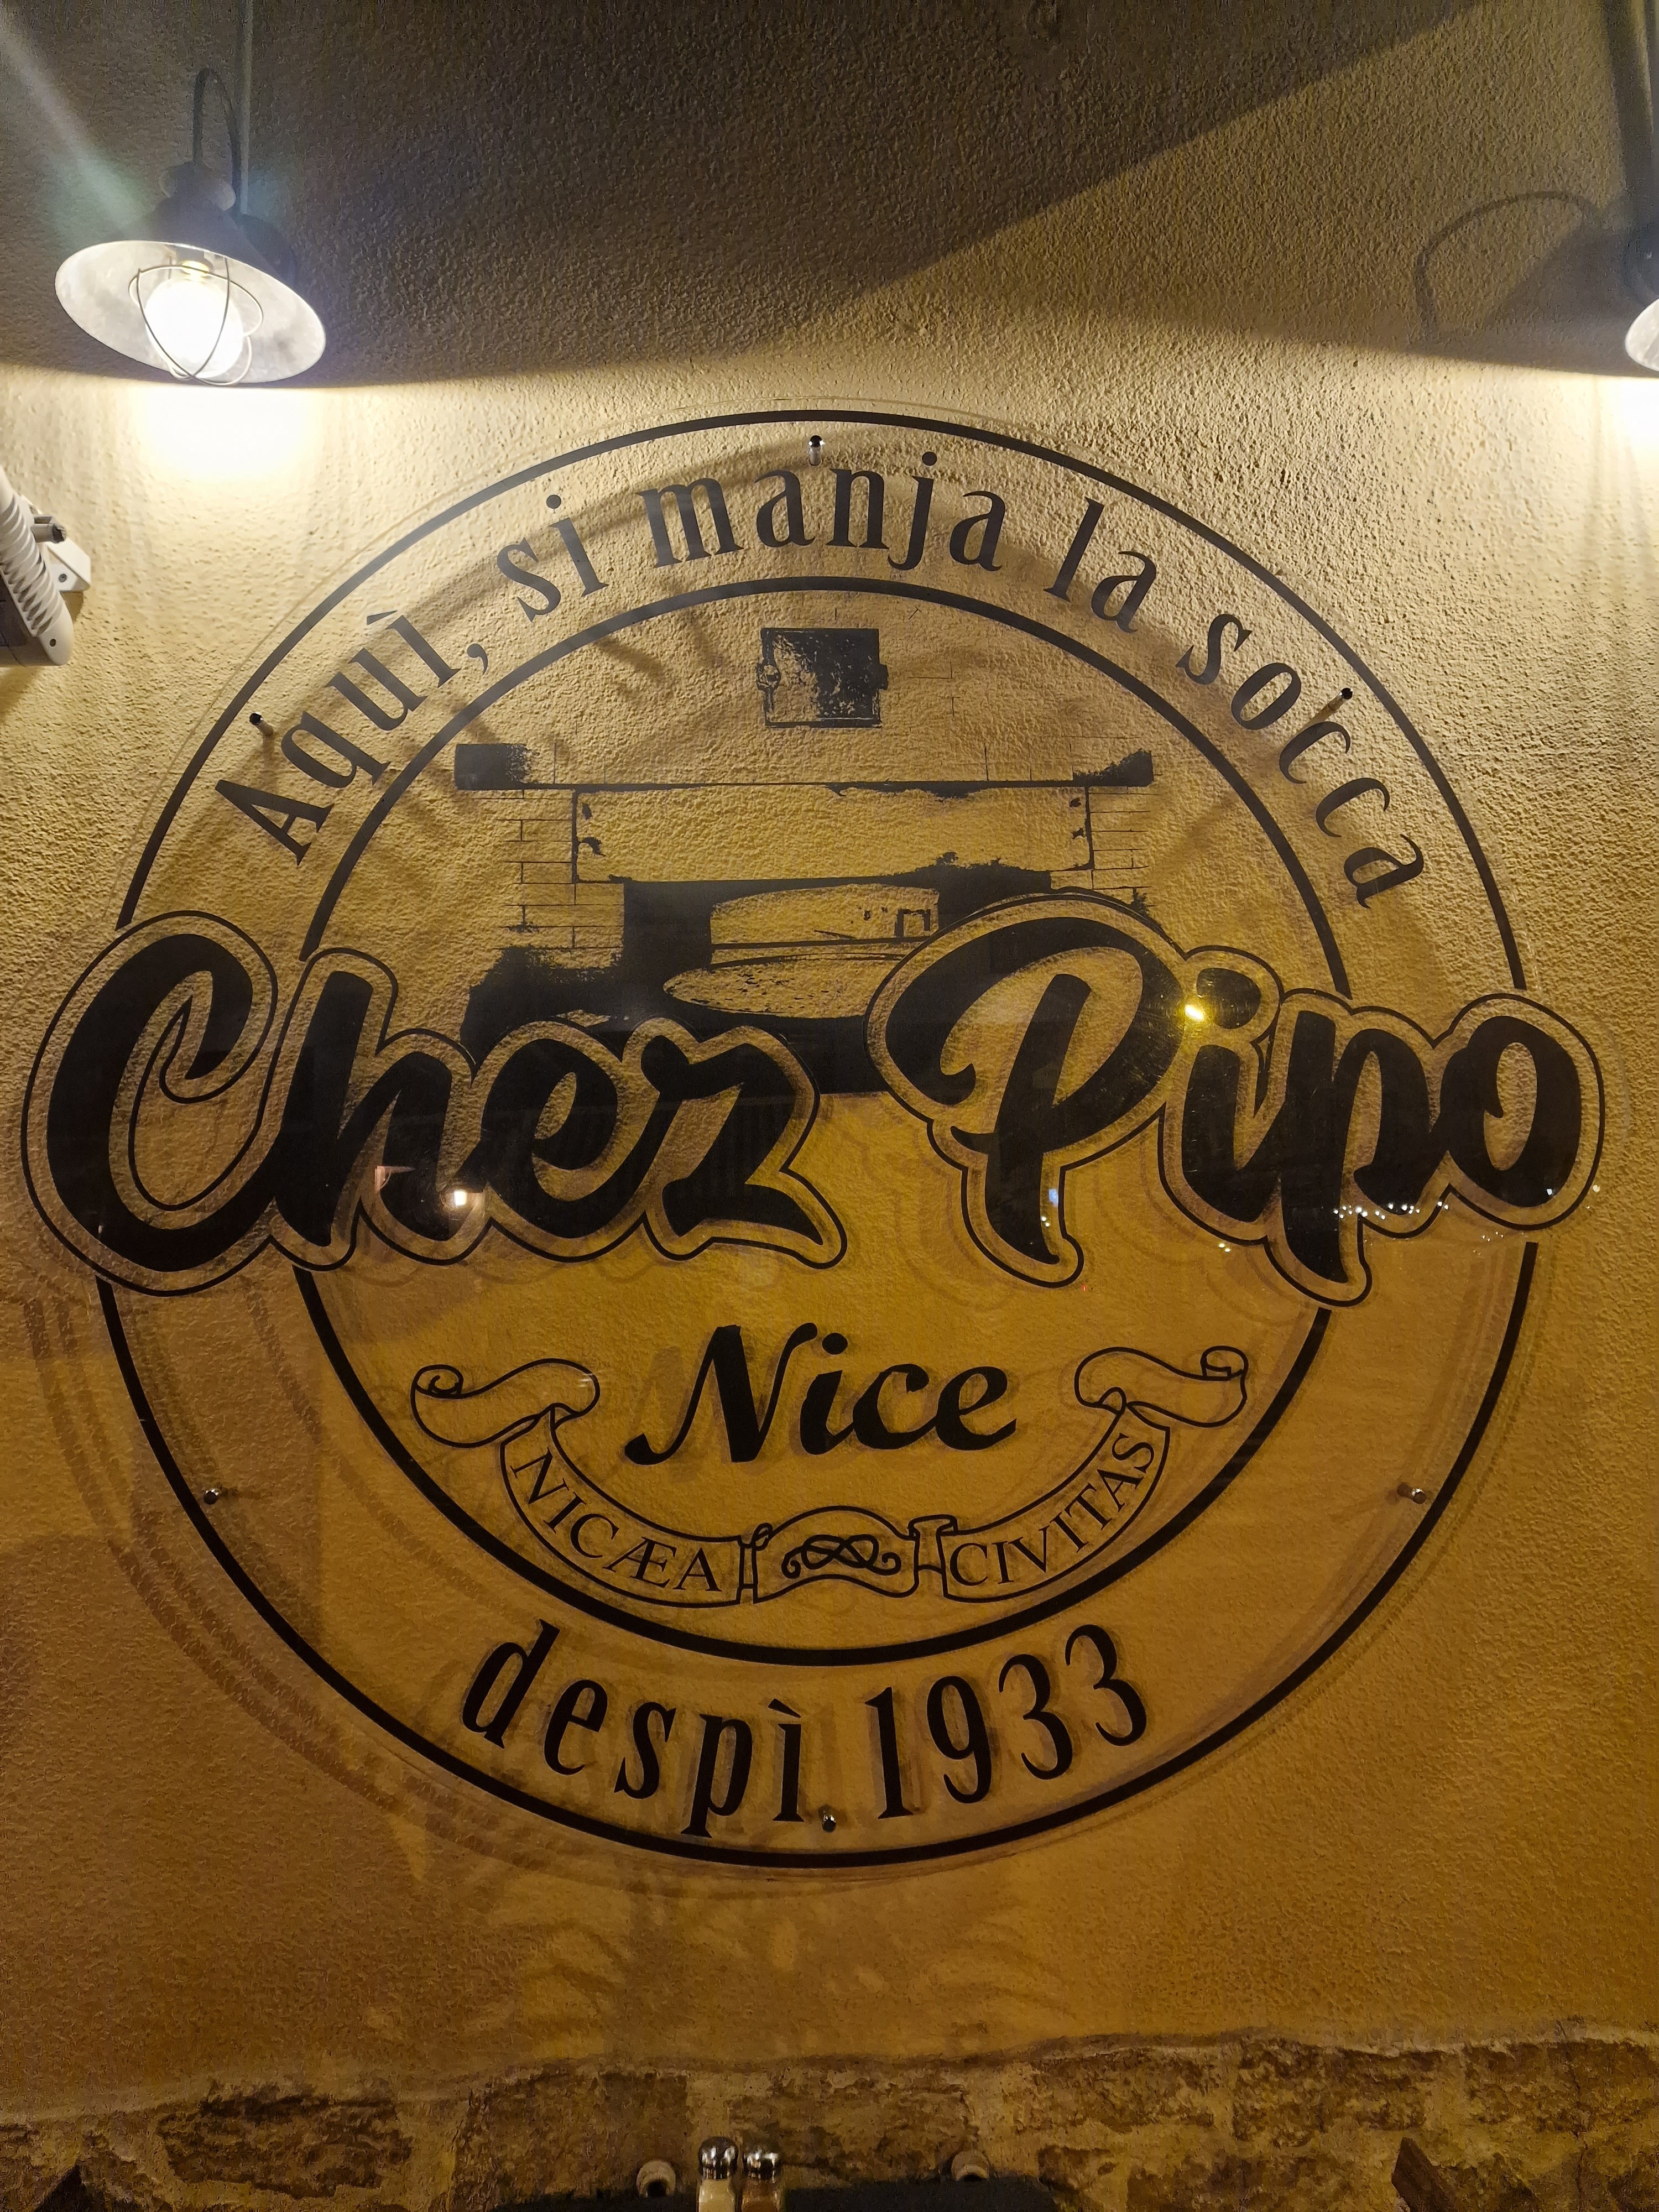 Aquì, si manja la socca
Chez Pipo
Nice
NICÆA CIVITAS
despì 1933